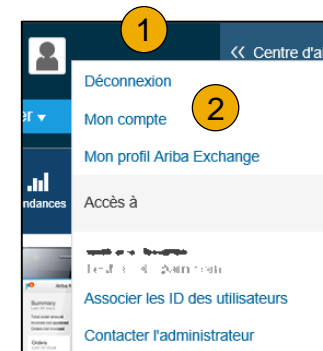 1
<< Centre d'ai
Déconnexion
er
Mon compte
2
Mon profil Ariba Exchange
ndances
Accès à
Associer les ID des utilisateurs
Summary
Orders
Contacter l'administrateur